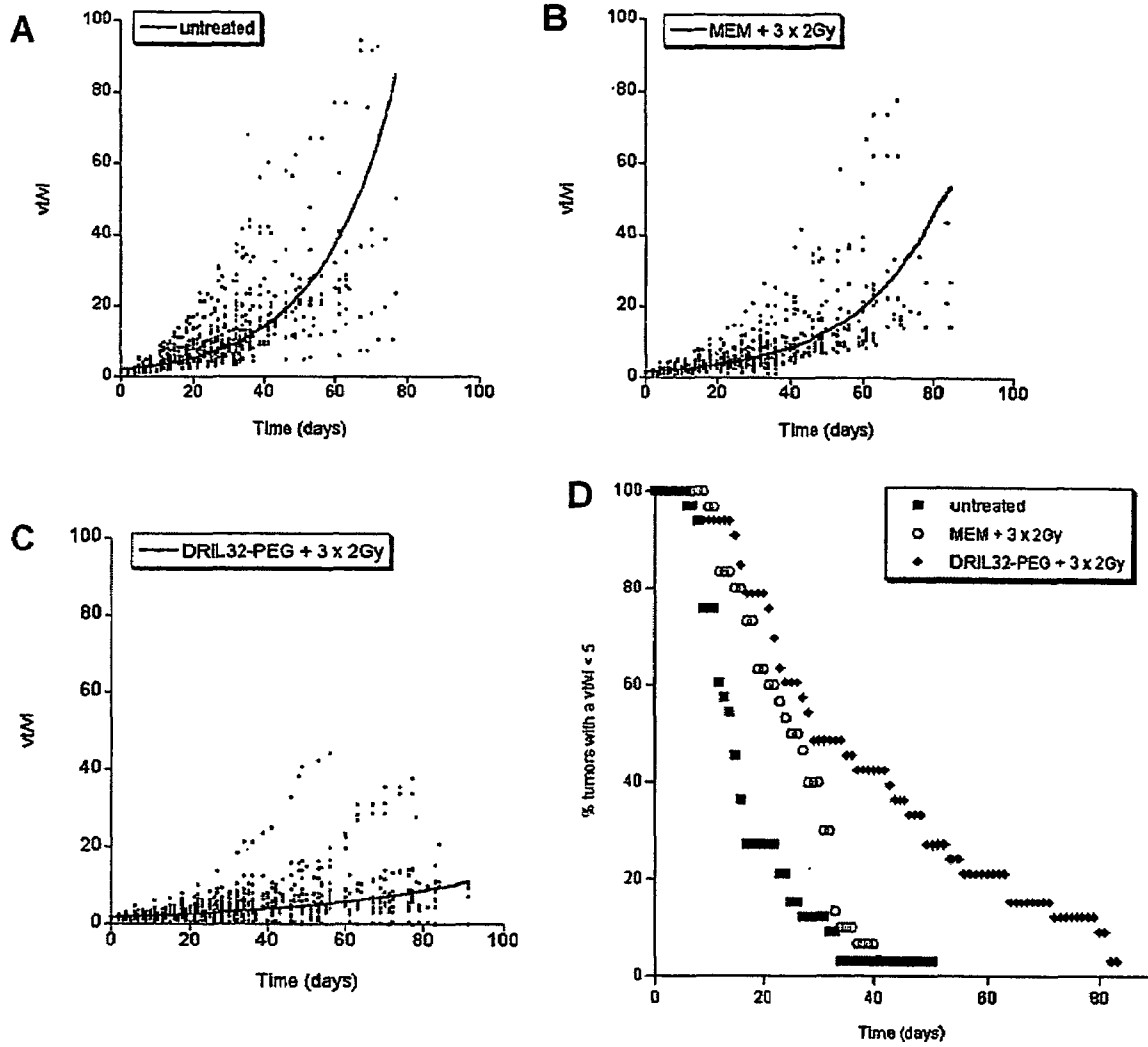 A
untreated
100
80
60
40
20
0
vt/vi
0 20 40 60 80 100
Time (days)
B
MEM + 3 x 2Gy
100
80
60
40
20
0
vt/vi
0 20 40 60 80 100
Time (days)
C
DRIL32-PEG + 3 x 2Gy
100
80
60
40
20
0
vt/vi
0 20 40 60 80 100
Time (days)
D
untreated
MEM + 3 x 2Gy
DRIL32-PEG + 3 x 2Gy
100
80
60
40
20
0
% tumors with a vt/vi < 5
0 20 40 60 80
Time (days)